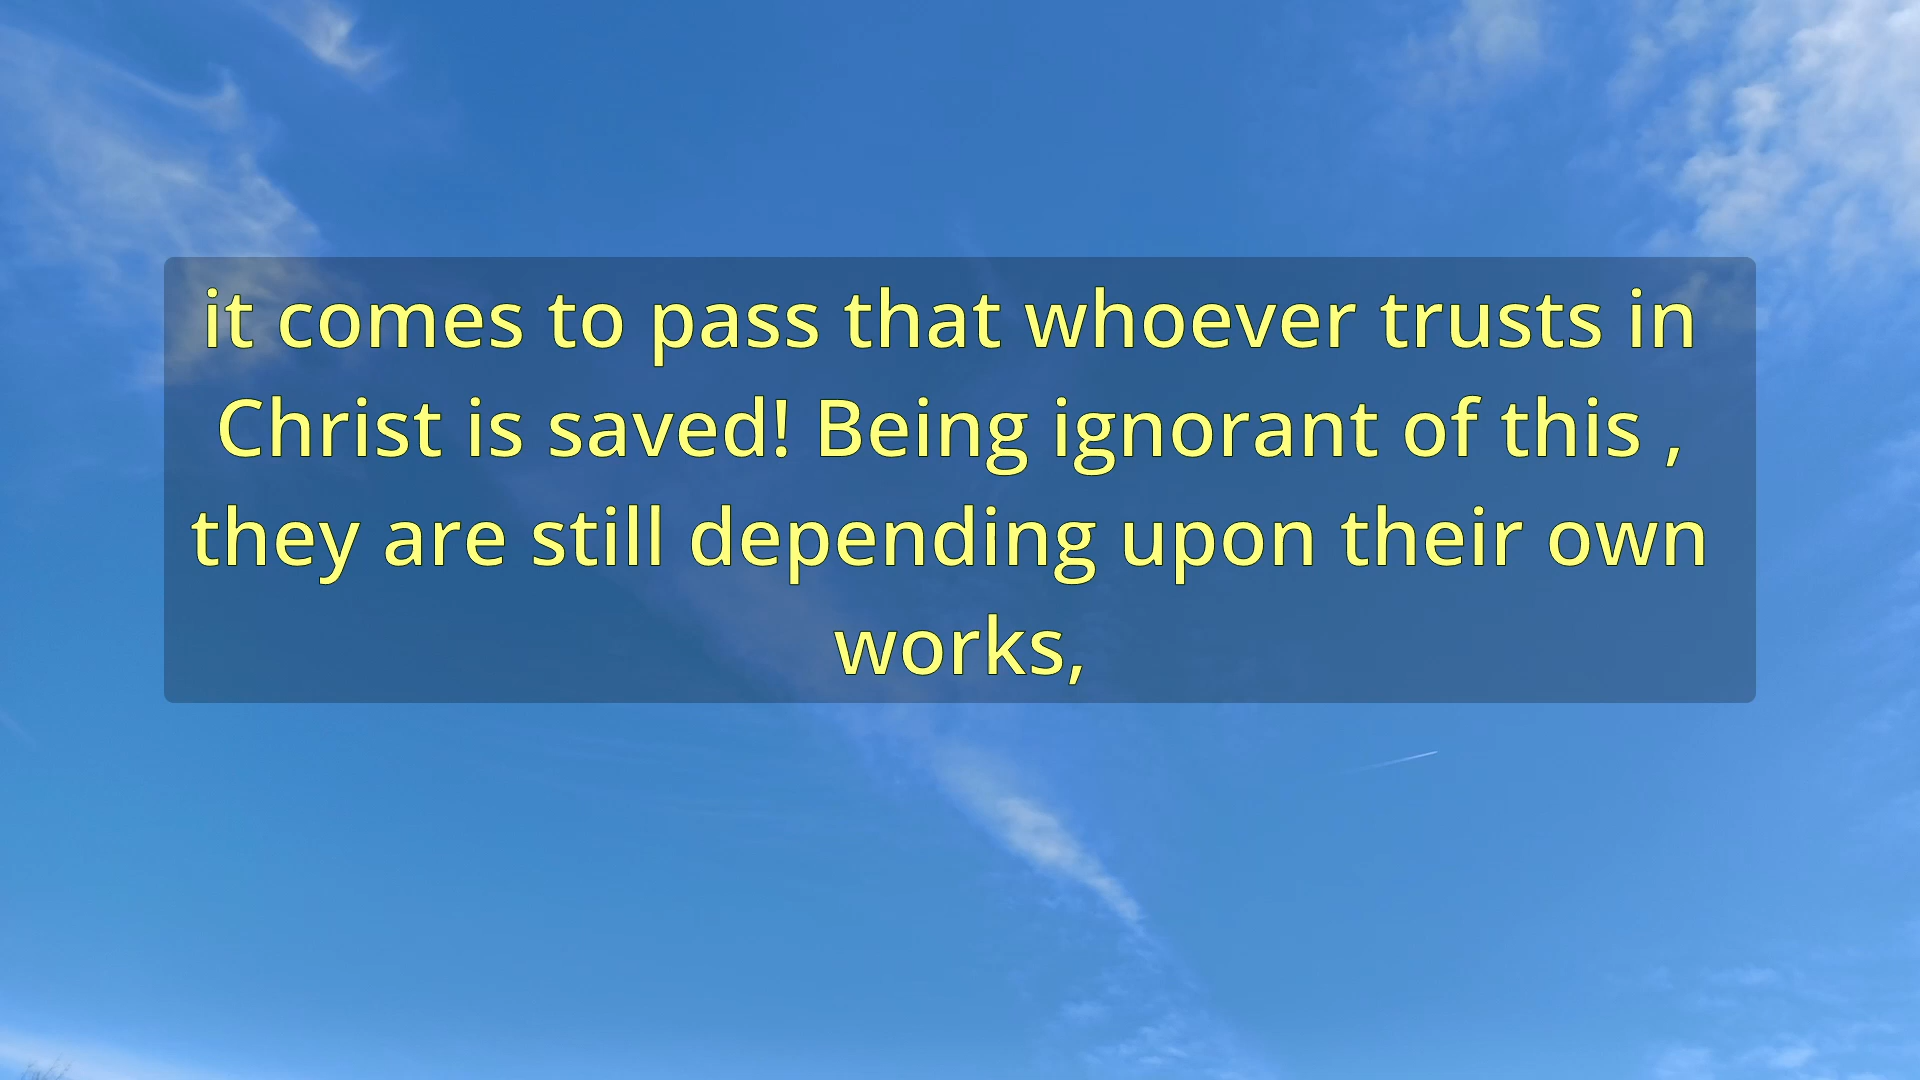 it comes to pass that whoever trusts in
Christ is saved! Being ignorant of this ,
they are still depending upon their own
works,